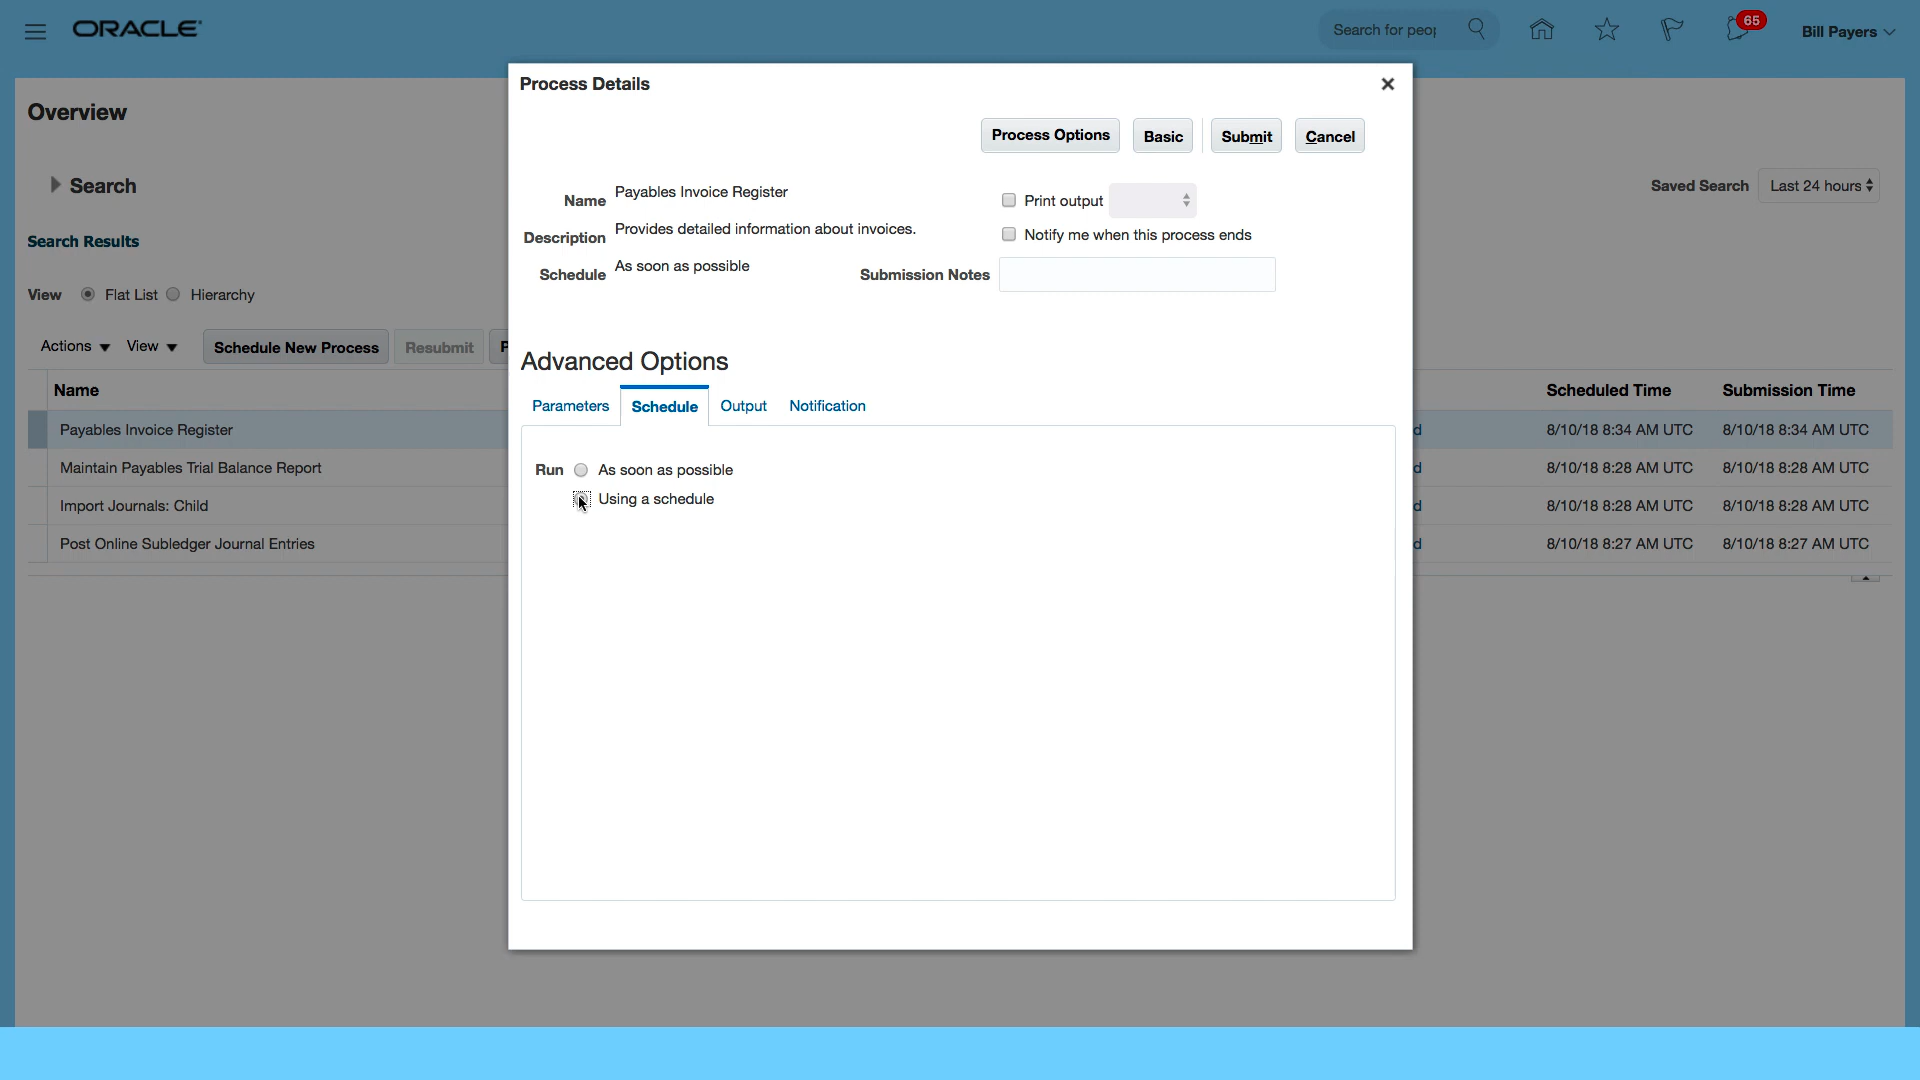 ORACLE
Search for peop
65
Bill Payers
Overview
Search
Saved Search Last 24 hours
Search Results
View Flat List Hierarchy
Actions View Schedule New Process Resubmit P
Name Scheduled Time Submission Time
Payables Invoice Register d 8/10/18 8:34 AM UTC 8/10/18 8:34 AM UTC
Maintain Payables Trial Balance Report d 8/10/18 8:28 AM UTC 8/10/18 8:28 AM UTC
Import Journals: Child d 8/10/18 8:28 AM UTC 8/10/18 8:28 AM UTC
Post Online Subledger Journal Entries d 8/10/18 8:27 AM UTC 8/10/18 8:27 AM UTC
Process Details
Process Options Basic Submit Cancel
Name Payables Invoice Register
Print output
Description Provides detailed information about invoices.
Notify me when this process ends
Schedule As soon as possible
Submission Notes
Advanced Options
Parameters Schedule Output Notification
Run As soon as possible
Using a schedule